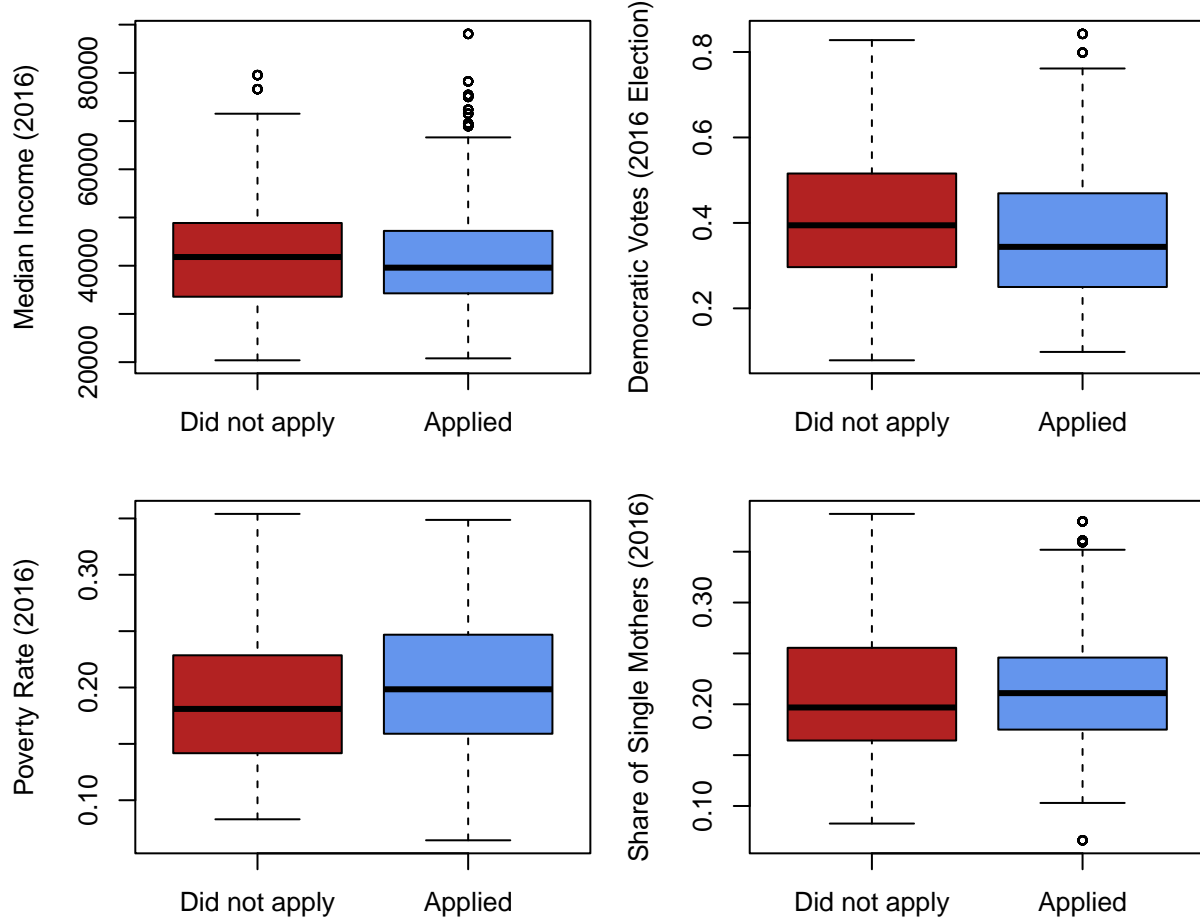 Median Income (2016)
80000
60000
40000
20000
Did not apply
Applied
Democratic Votes (2016 Election)
0.8
0.6
0.4
0.2
Did not apply
Applied
Poverty Rate (2016)
0.30
0.20
0.10
Did not apply
Applied
Share of Single Mothers (2016)
0.30
0.20
0.10
Did not apply
Applied